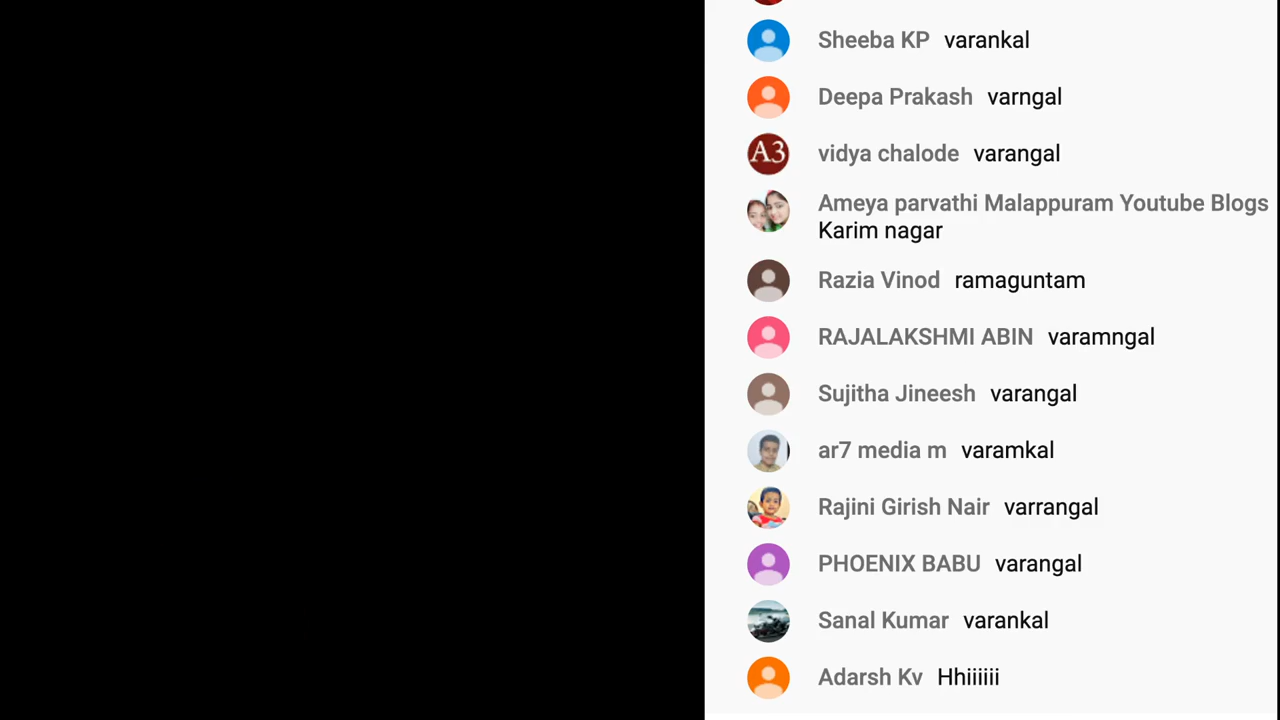 Sheeba KP varankal
Deepa Prakash varngal
A3 vidya chalode varangal
Ameya parvathi Malappuram Youtube Blogs
Karim nagar
Razia Vinod ramaguntam
RAJALAKSHMI ABIN varamngal
Sujitha Jineesh varangal
ar7 media m varamkal
Rajini Girish Nair varrangal
PHOENIX BABU varangal
Sanal Kumar varankal
Adarsh Kv Hhiiiiii